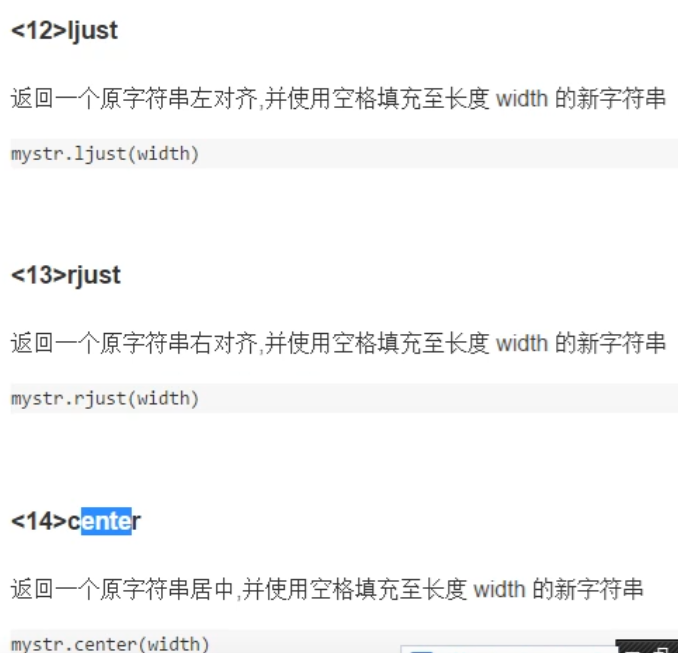 <12>ljust
返回一个原字符串左对齐,并使用空格填充至长度 width 的新字符串
mystr.ljust(width)
<13>rjust
返回一个原字符串右对齐,并使用空格填充至长度 width 的新字符串
mystr.rjust(width)
<14>center
返回一个原字符串居中,并使用空格填充至长度 width 的新字符串
mystr.center(width)